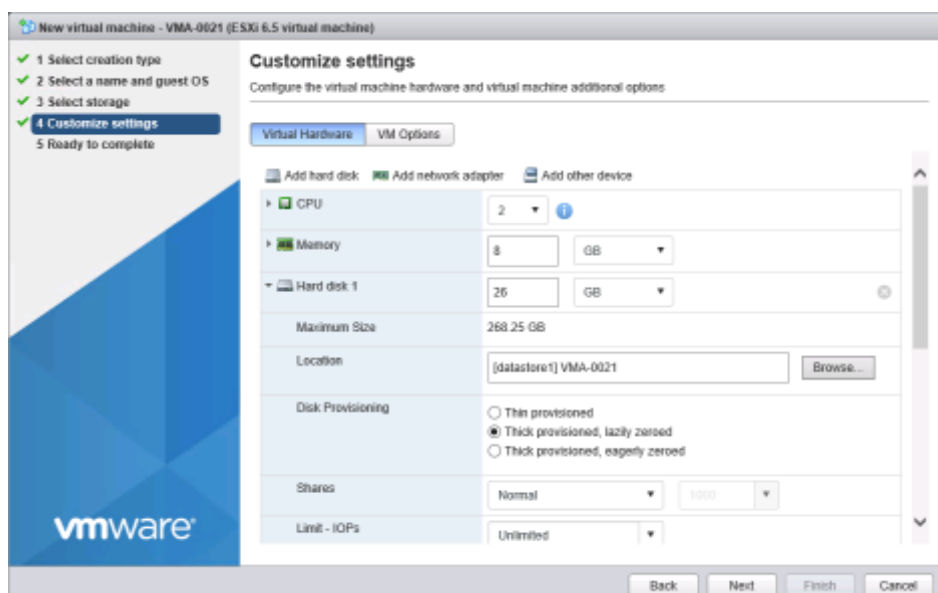 New virtual machine - VMA-0021 (ESXi 6.5 virtual machine)
1 Select creation type
2 Select a name and guest OS
3 Select storage
4 Customize settings
5 Ready to complete
vmware
Customize settings
Configure the virtual machine hardware and virtual machine additional options
Virtual Hardware VM Options
Add hard disk Add network adapter Add other device
CPU 2
Memory 8 GB
Hard disk 1 26 GB
Maximum Size 268.25 GB
Location [datastore1] VMA-0021 Browse...
Disk Provisioning
Thin provisioned
Thick provisioned, lazily zeroed
Thick provisioned, eagerly zeroed
Shares Normal 1000
Limit - IOPs Unlimited
Back Next Finish Cancel